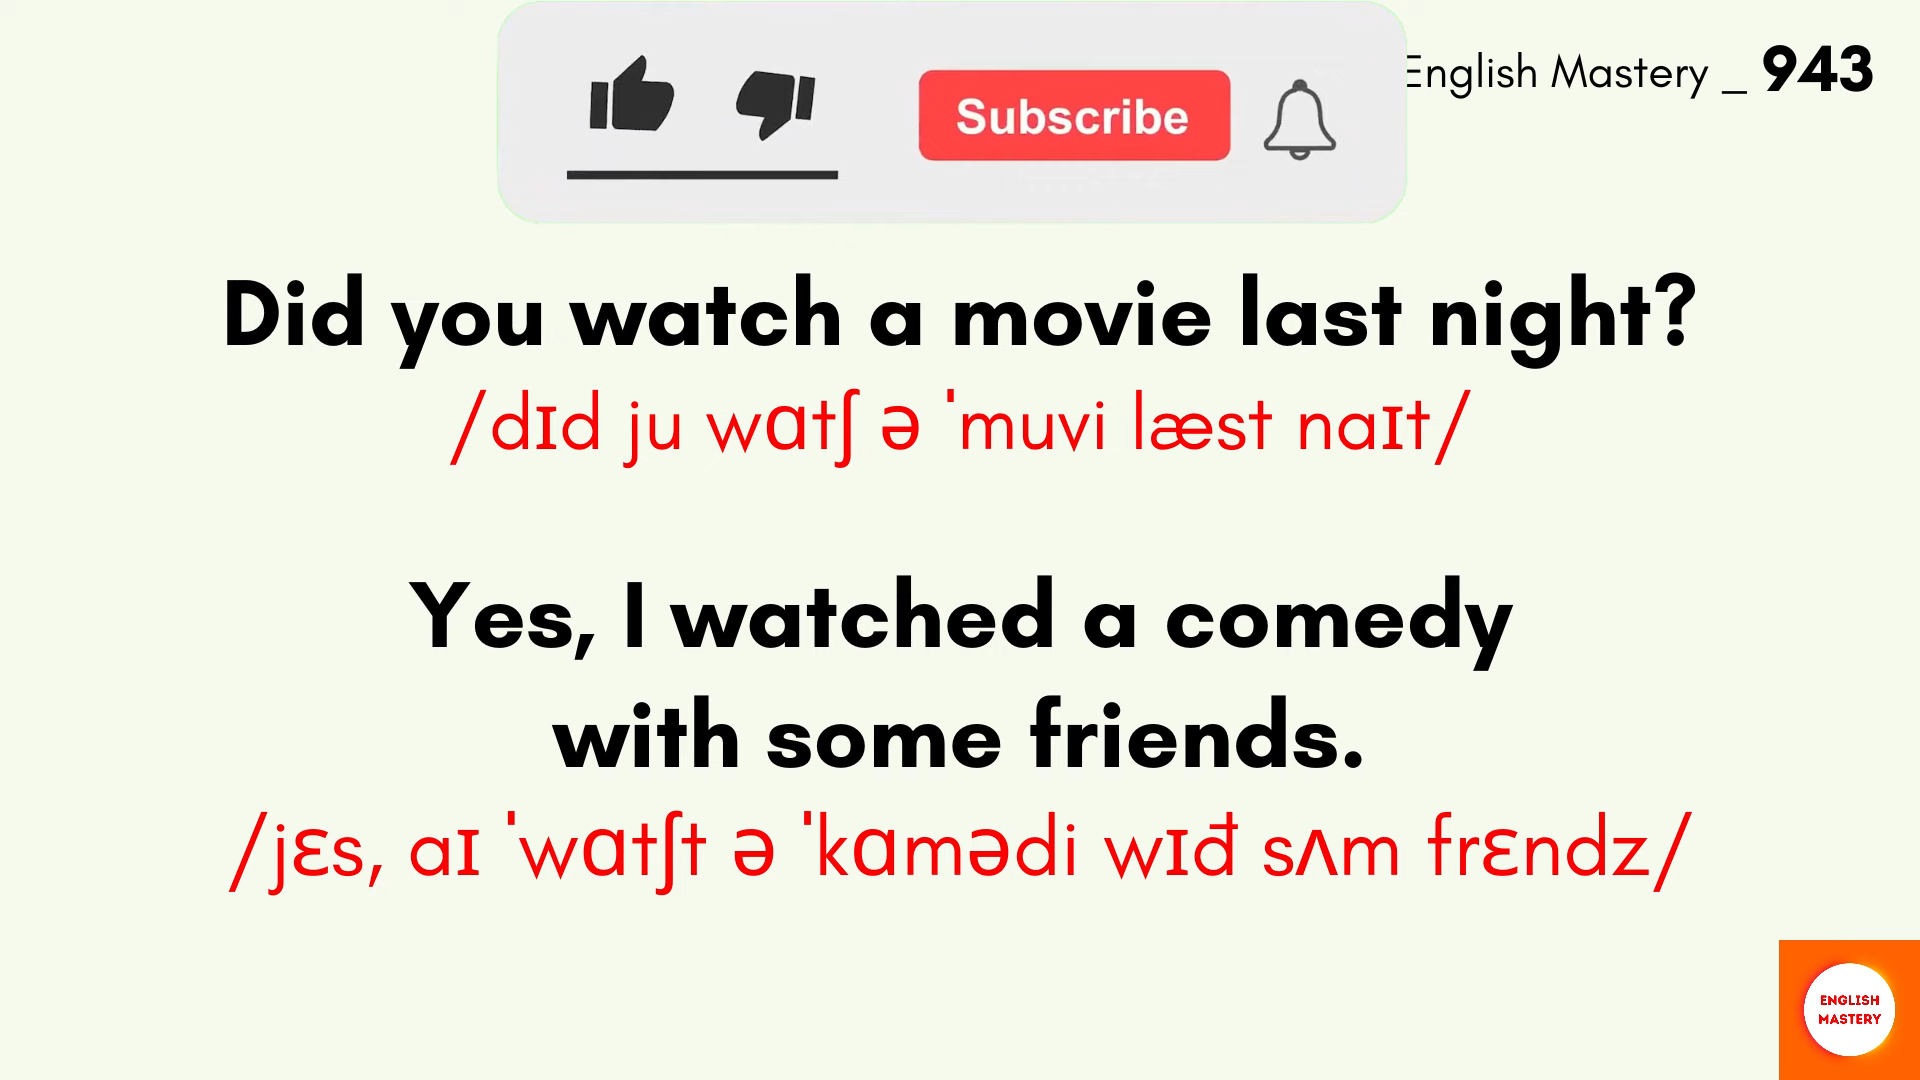 Subscribe
English Mastery _ 943
Did you watch a movie last night?
/dɪd ju wɑtʃ ə ˈmuvi læst naɪt/
Yes, I watched a comedy
with some friends.
/jɛs, aɪ ˈwɑtʃt ə ˈkɑmədi wɪđ sʌm frɛndz/
ENGLISH
MASTERY